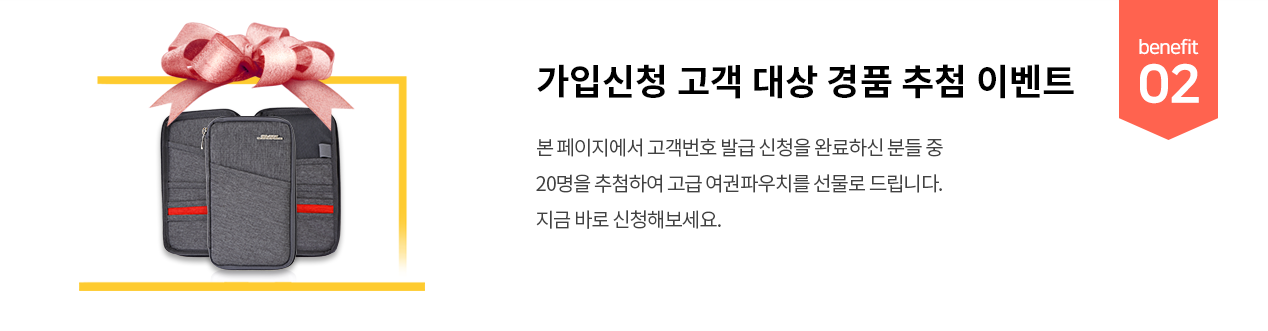 benefit
02
가입신청 고객 대상 경품 추첨 이벤트
본 페이지에서 고객번호 발급 신청을 완료하신 분들 중
20명을 추첨하여 고급 여권파우치를 선물로 드립니다.
지금 바로 신청해보세요.